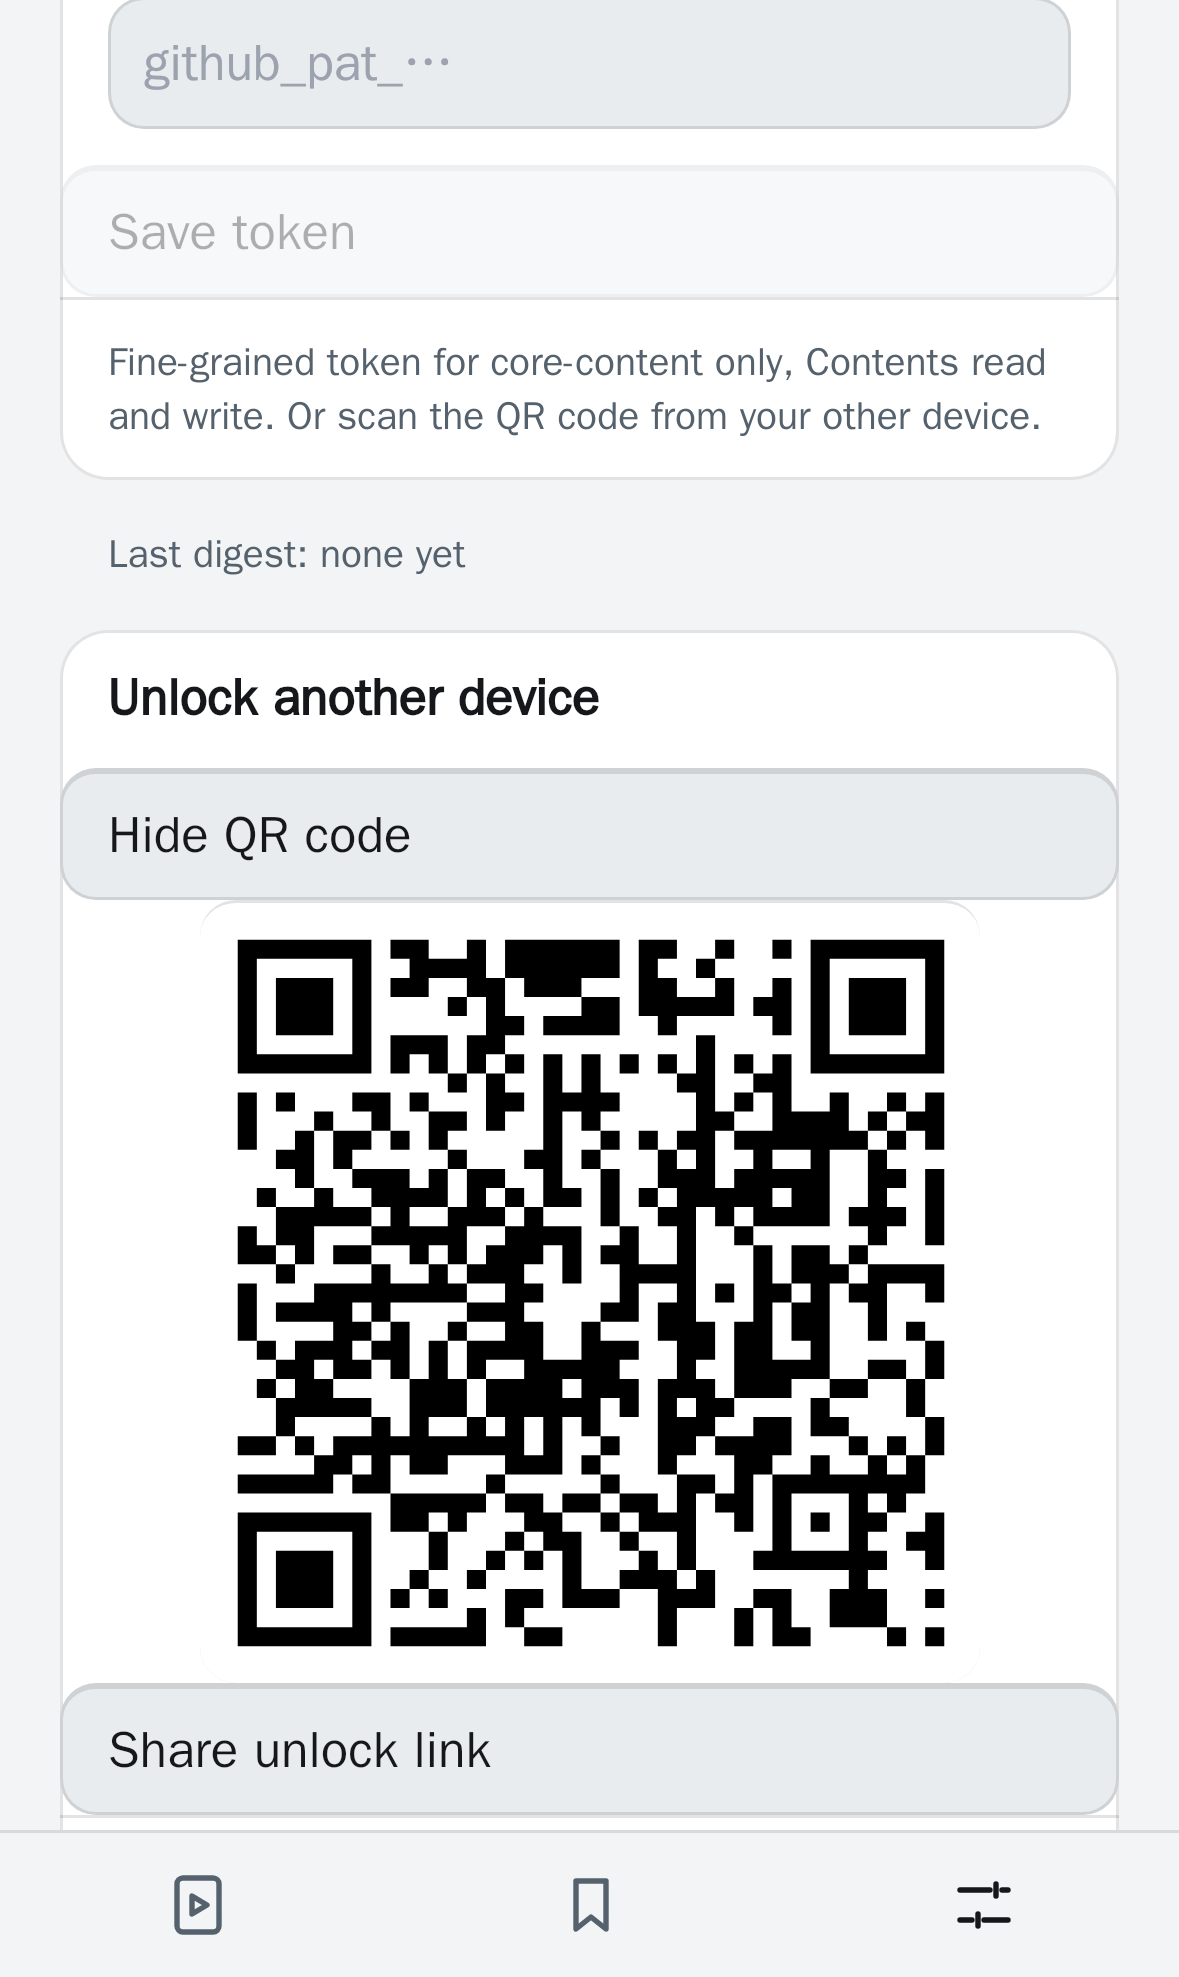 github_pat_···
Save token
Fine-grained token for core-content only, Contents read
and write. Or scan the QR code from your other device.
Last digest: none yet
Unlock another device
Hide QR code
Share unlock link